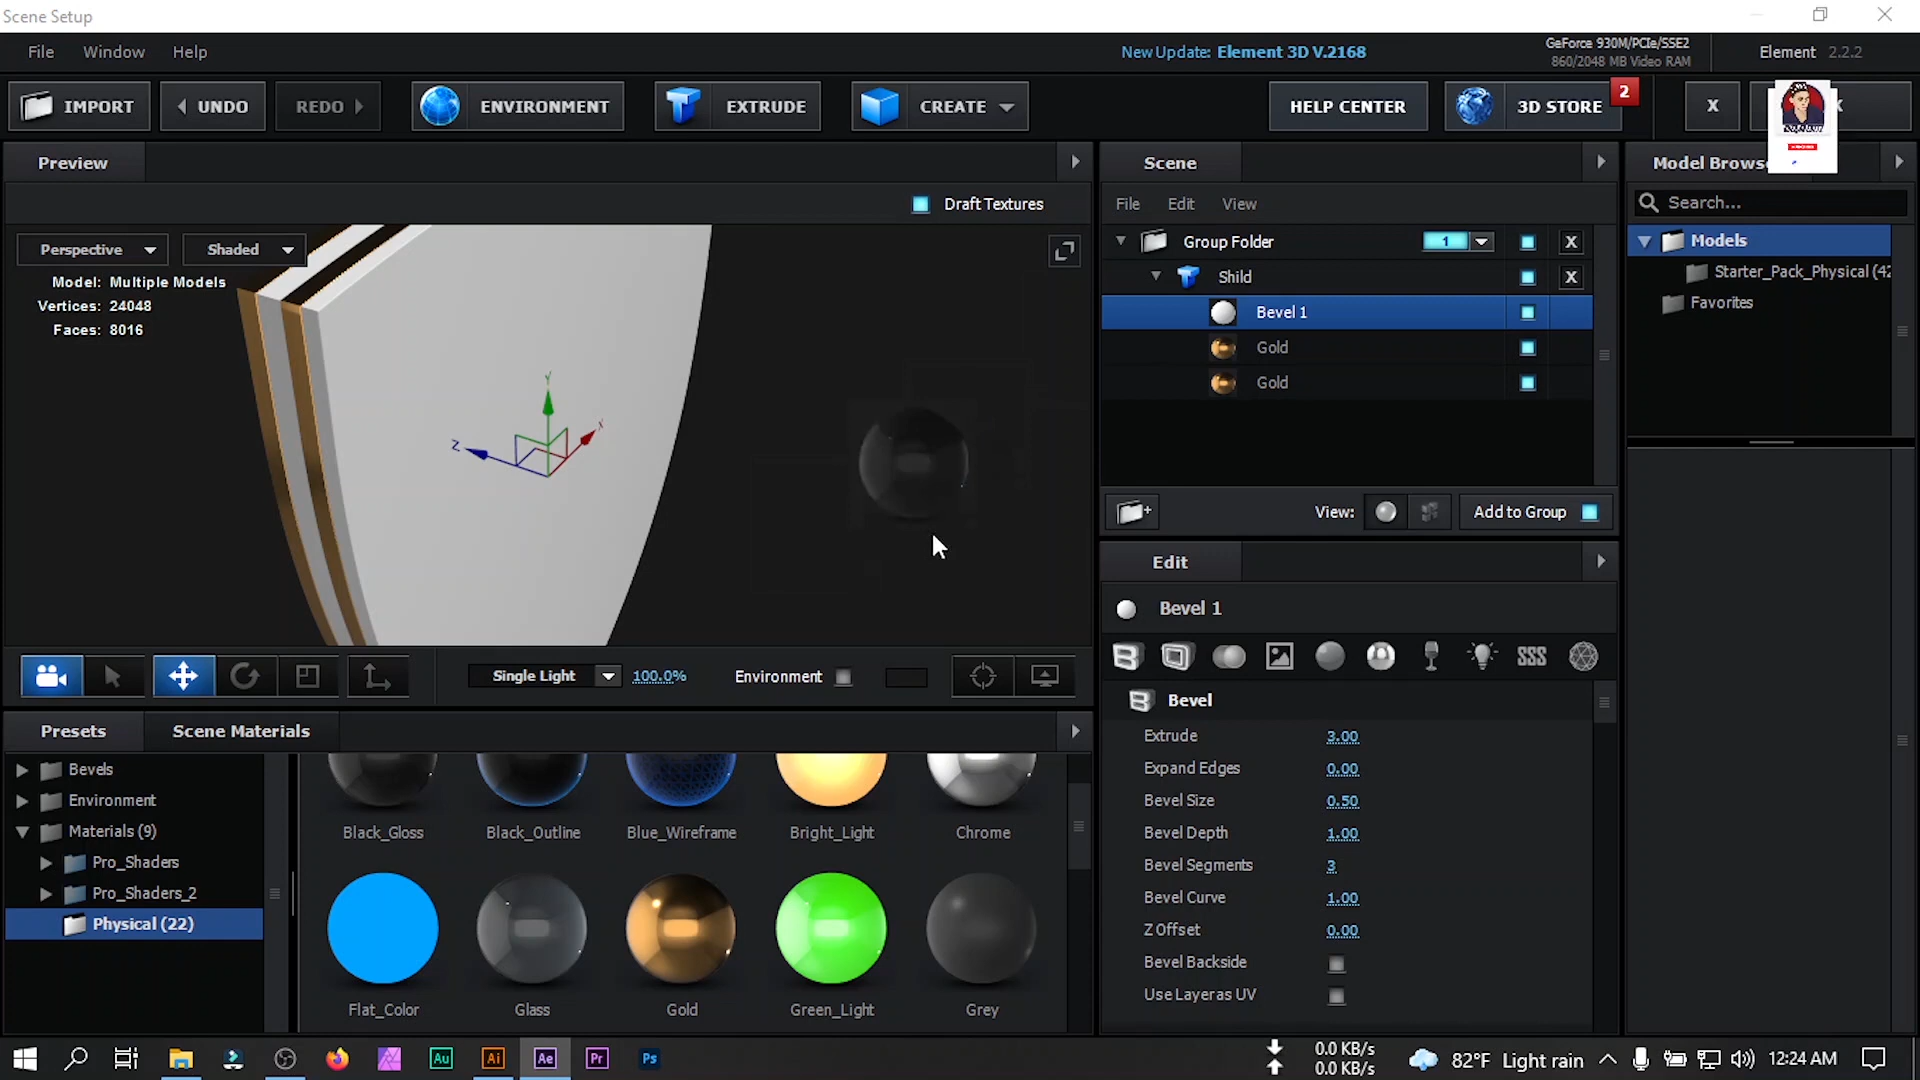 Scene Setup
File Window Help
New Update: Element 3D V.2168
GeForce 930M/PCIe/SSE2
860/2048 MB Video RAM
Element 2.2.2
IMPORT UNDO REDO ENVIRONMENT EXTRUDE CREATE HELP CENTER 3D STORE 2 X
Preview
Draft Textures
Perspective Shaded
Model: Multiple Models
Vertices: 24048
Faces: 8016
Y
X
Z
Single Light 100.0% Environment
Scene
File Edit View
Group Folder 1 X
Shild X
Bevel 1
Gold
Gold
View: Add to Group
Model Brows
Search...
Models
Starter_Pack_Physical (42
Favorites
Edit
Bevel 1
Bevel
Extrude 3.00
Expand Edges 0.00
Bevel Size 0.50
Bevel Depth 1.00
Bevel Segments 3
Bevel Curve 1.00
Z Offset 0.00
Bevel Backside
Use Layer as UV
Presets Scene Materials
Bevels
Environment
Materials (9)
Pro_Shaders
Pro_Shaders_2
Physical (22)
Black_Gloss Black_Outline Blue_Wireframe Bright_Light Chrome
Flat_Color Glass Gold Green_Light Grey
Au Ai Ae Pr Ps
0.0 KB/s
0.0 KB/s
82°F Light rain
12:24 AM